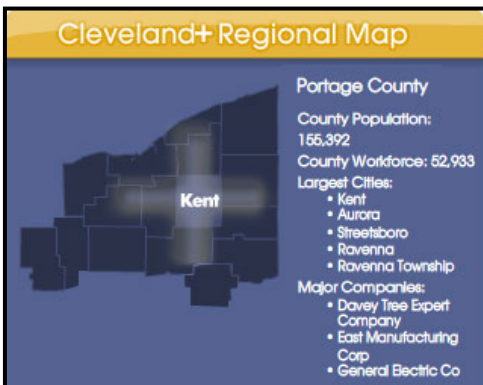 Cleveland+ Regional Map
Kent
Portage County
County Population:
155,392
County Workforce: 52,933
Largest Cities:
• Kent
• Aurora
• Streetsboro
• Ravenna
• Ravenna Township
Major Companies:
• Davey Tree Expert
Company
• East Manufacturing
Corp
• General Electric Co